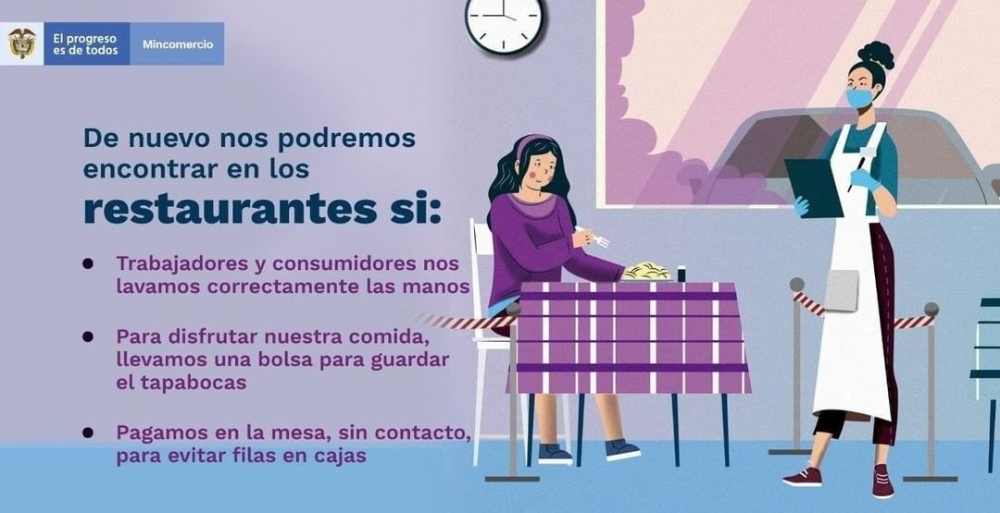 El progreso
es de todos
Mincomercio
De nuevo nos podremos
encontrar en los
restaurantes si:
Trabajadores y consumidores nos
lavamos correctamente las manos
Para disfrutar nuestra comida,
llevamos una bolsa para guardar
el tapabocas
Pagamos en la mesa, sin contacto,
para evitar filas en cajas